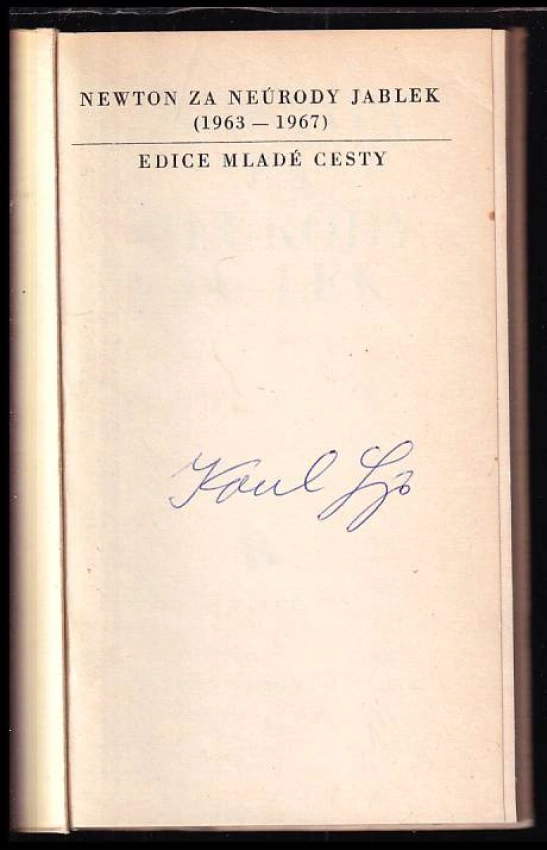 NEWTON ZA NEÚRODY JABLEK
(1963 — 1967)
EDICE MLADÉ CESTY
Karel